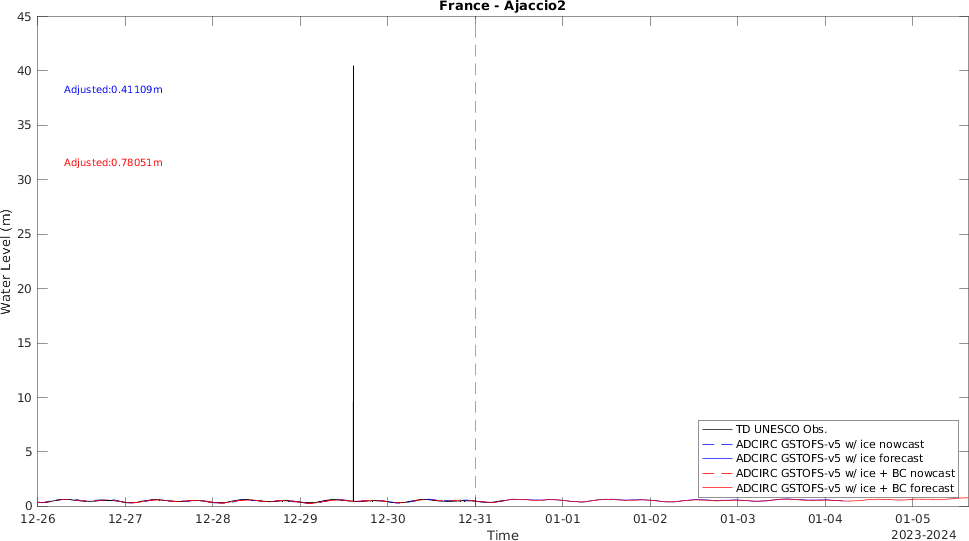 France - Ajaccio2
45
40
35
30
25
20
15
10
5
0
Water Level (m)
Adjusted:0.41109m
Adjusted:0.78051m
TD UNESCO Obs.
ADCIRC GSTOFS-v5 w/ ice nowcast
ADCIRC GSTOFS-v5 w/ ice forecast
ADCIRC GSTOFS-v5 w/ ice + BC nowcast
ADCIRC GSTOFS-v5 w/ ice + BC forecast
12-26 12-27 12-28 12-29 12-30 12-31 01-01 01-02 01-03 01-04 01-05
2023-2024
Time